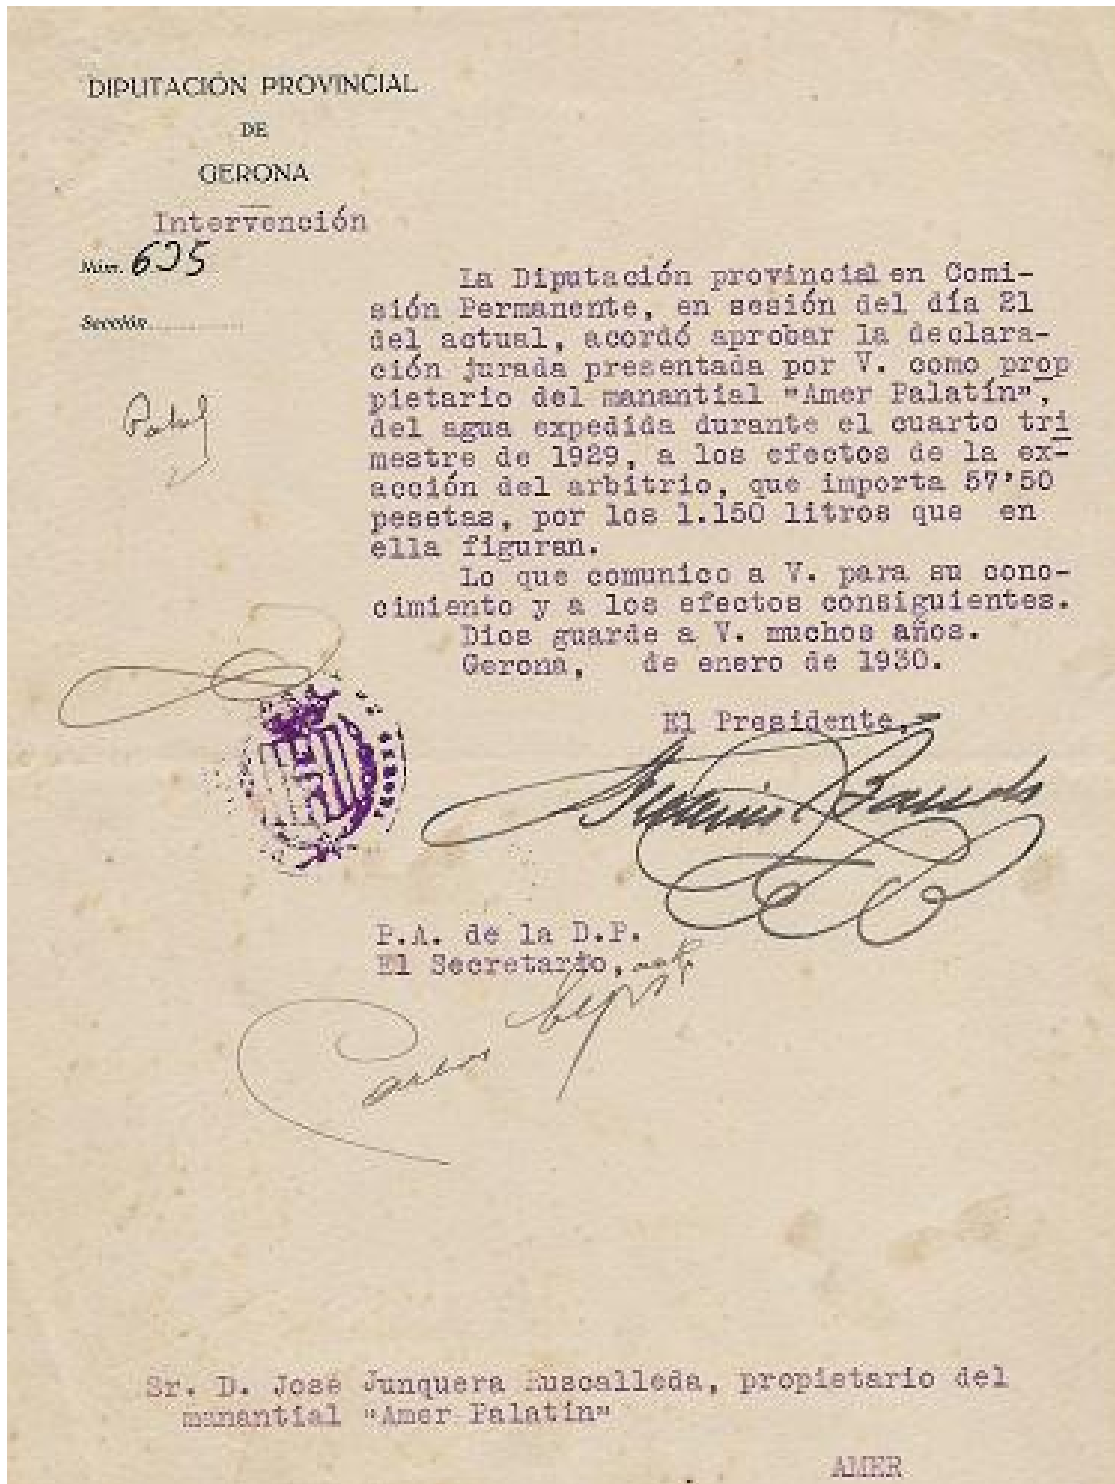 DIPUTACIÓN PROVINCIAL
DE
GERONA
Intervención
Núm. 635
Sección..............
La Diputación provincial en Comi-
sión Permanente, en sesión del día 21
del actual, acordó aprobar la declara-
ción jurada presentada por V. como prop
pietario del manantial "Amer Palatín",
del agua expedida durante el cuarto tri
mestre de 1929, a los efectos de la ex-
acción del arbitrio, que importa 57'50
pesetas, por los 1.150 litros que en
ella figuran.
Lo que comunico a V. para su cono-
cimiento y a los efectos consiguientes.
Dios guarde a V. muchos años.
Gerona, de enero de 1930.
El Presidente,
P.A. de la D.P.
El Secretario,
Carlos
Sr. D. José Junquera Ruscalleda, propietario del
manantial "Amer Palatín"
AMER